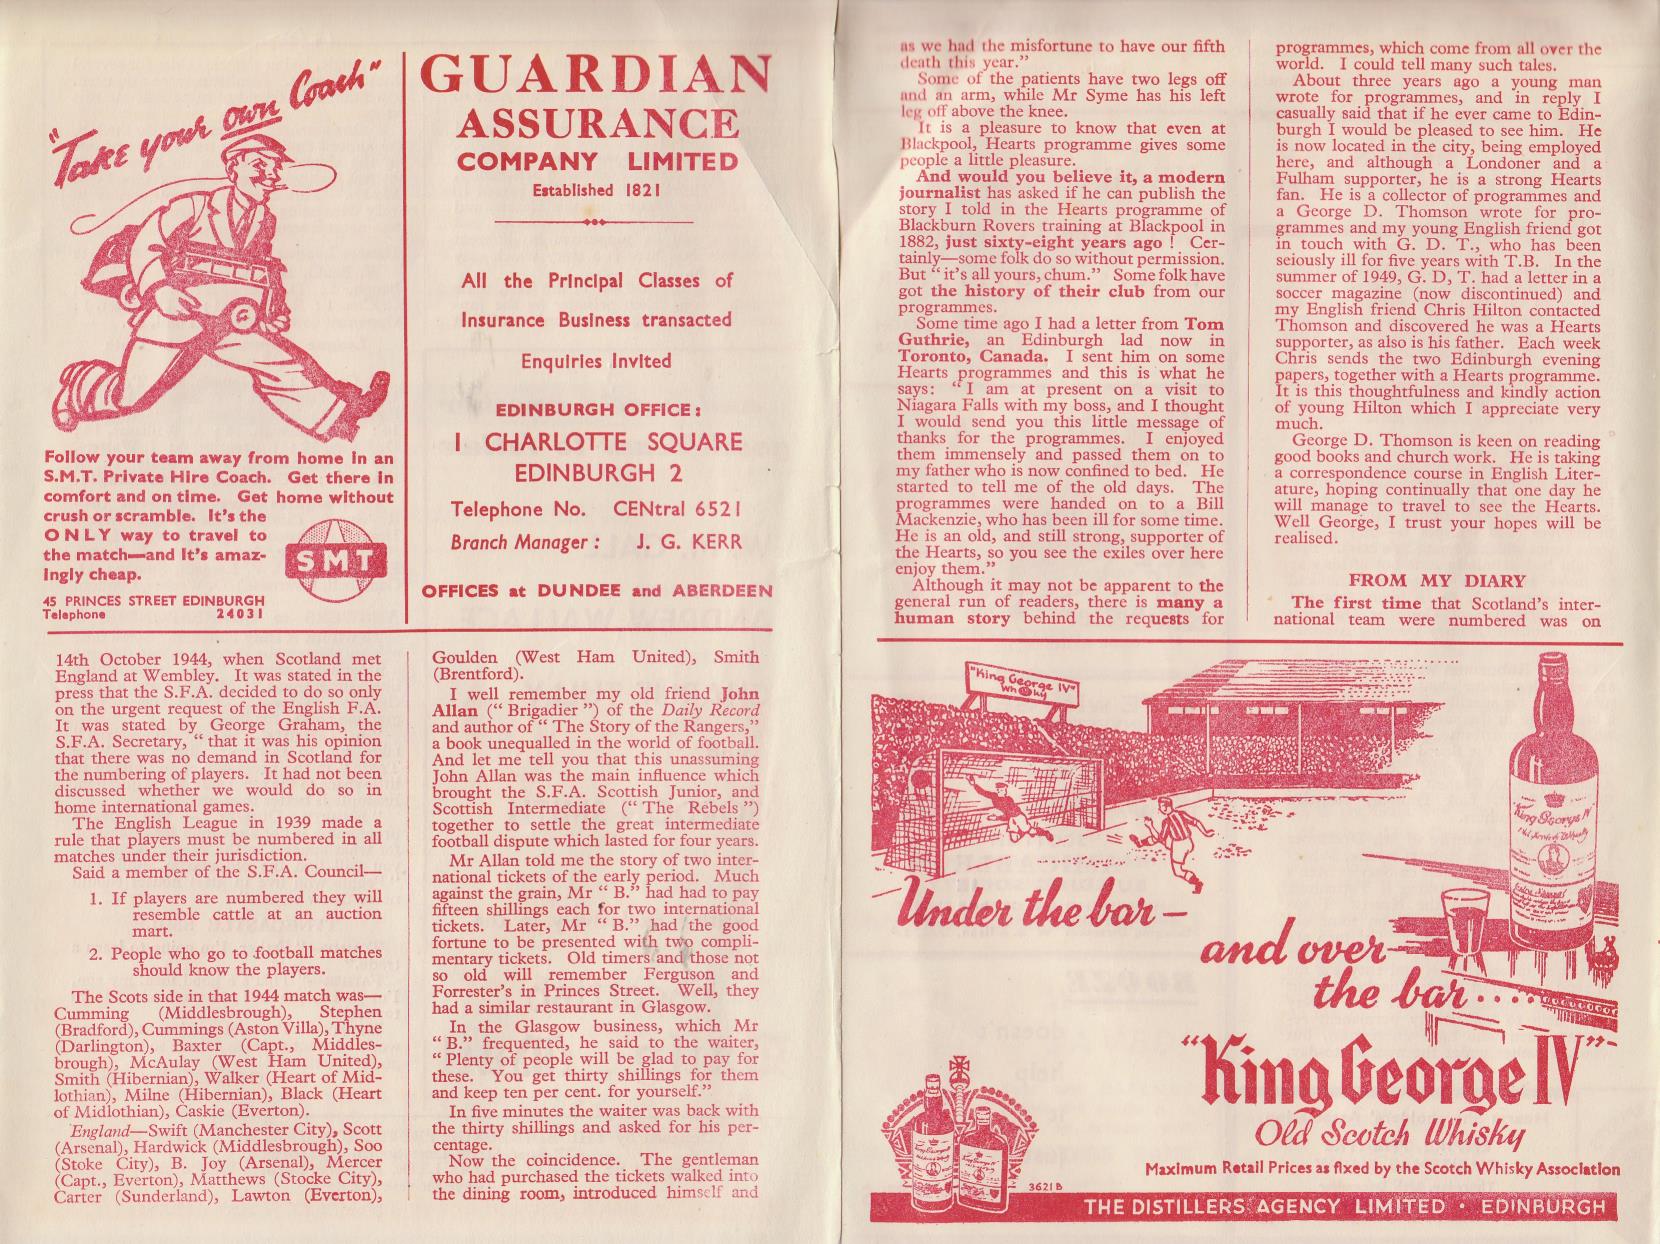 "Take your own Coach"
Follow your team away from home in an
S.M.T. Private Hire Coach. Get there in
comfort and on time. Get home without
crush or scramble. It's the
ONLY way to travel to
the match—and it's amaz-
ingly cheap.
SMT
45 PRINCES STREET EDINBURGH
Telephone 24031
GUARDIAN
ASSURANCE
COMPANY LIMITED
Established 1821
All the Principal Classes of
Insurance Business transacted
Enquiries Invited
EDINBURGH OFFICE:
1 CHARLOTTE SQUARE
EDINBURGH 2
Telephone No. CENtral 6521
Branch Manager: J. G. KERR
OFFICES at DUNDEE and ABERDEEN
14th October 1944, when Scotland met
England at Wembley. It was stated in the
press that the S.F.A. decided to do so only
on the urgent request of the English F.A.
It was stated by George Graham, the
S.F.A. Secretary, "that it was his opinion
that there was no demand in Scotland for
the numbering of players. It had not been
discussed whether we would do so in
home international games.
The English League in 1939 made a
rule that players must be numbered in all
matches under their jurisdiction.
Said a member of the S.F.A. Council—
1. If players are numbered they will
resemble cattle at an auction
mart.
2. People who go to football matches
should know the players.
The Scots side in that 1944 match was—
Cumming (Middlesbrough), Stephen
(Bradford), Cummings (Aston Villa), Thyne
(Darlington), Baxter (Capt., Middles-
brough), McAulay (West Ham United),
Smith (Hibernian), Walker (Heart of Mid-
lothian), Milne (Hibernian), Black (Heart
of Midlothian), Caskie (Everton).
England—Swift (Manchester City), Scott
(Arsenal), Hardwick (Middlesbrough), Soo
(Stoke City), B. Joy (Arsenal), Mercer
(Capt., Everton), Matthews (Stocke City),
Carter (Sunderland), Lawton (Everton),
Goulden (West Ham United), Smith
(Brentford).
I well remember my old friend John
Allan ("Brigadier") of the Daily Record
and author of "The Story of the Rangers,"
a book unequalled in the world of football.
And let me tell you that this unassuming
John Allan was the main influence which
brought the S.F.A. Scottish Junior, and
Scottish Intermediate ("The Rebels")
together to settle the great intermediate
football dispute which lasted for four years.
Mr Allan told me the story of two inter-
national tickets of the early period. Much
against the grain, Mr "B." had had to pay
fifteen shillings each for two international
tickets. Later, Mr "B." had the good
fortune to be presented with two compli-
mentary tickets. Old timers and those not
so old will remember Ferguson and
Forrester's in Princes Street. Well, they
had a similar restaurant in Glasgow.
In the Glasgow business, which Mr
"B." frequented, he said to the waiter,
"Plenty of people will be glad to pay for
these. You get thirty shillings for them
and keep ten per cent. for yourself."
In five minutes the waiter was back with
the thirty shillings and asked for his per-
centage.
Now the coincidence. The gentleman
who had purchased the tickets walked into
the dining room, introduced himself and
as we had the misfortune to have our fifth
death this year."
Some of the patients have two legs off
and an arm, while Mr Syme has his left
leg off above the knee.
It is a pleasure to know that even at
Blackpool, Hearts programme gives some
people a little pleasure.
And would you believe it, a modern
journalist has asked if he can publish the
story I told in the Hearts programme of
Blackburn Rovers training at Blackpool in
1882, just sixty-eight years ago! Cer-
tainly—some folk do so without permission.
But "it's all yours, chum." Some folk have
got the history of their club from our
programmes.
Some time ago I had a letter from Tom
Guthrie, an Edinburgh lad now in
Toronto, Canada. I sent him on some
Hearts programmes and this is what he
says: "I am at present on a visit to
Niagara Falls with my boss, and I thought
I would send you this little message of
thanks for the programmes. I enjoyed
them immensely and passed them on to
my father who is now confined to bed. He
started to tell me of the old days. The
programmes were handed on to a Bill
Mackenzie, who has been ill for some time.
He is an old, and still strong, supporter of
the Hearts, so you see the exiles over here
enjoy them."
Although it may not be apparent to the
general run of readers, there is many a
human story behind the requests for
programmes, which come from all over the
world. I could tell many such tales.
About three years ago a young man
wrote for programmes, and in reply I
casually said that if he ever came to Edin-
burgh I would be pleased to see him. He
is now located in the city, being employed
here, and although a Londoner and a
Fulham supporter, he is a strong Hearts
fan. He is a collector of programmes and
a George D. Thomson wrote for pro-
grammes and my young English friend got
in touch with G. D. T., who has been
seiously ill for five years with T.B. In the
summer of 1949, G. D, T. had a letter in a
soccer magazine (now discontinued) and
my English friend Chris Hilton contacted
Thomson and discovered he was a Hearts
supporter, as also is his father. Each week
Chris sends the two Edinburgh evening
papers, together with a Hearts programme.
It is this thoughtfulness and kindly action
of young Hilton which I appreciate very
much.
George D. Thomson is keen on reading
good books and church work. He is taking
a correspondence course in English Liter-
ature, hoping continually that one day he
will manage to travel to see the Hearts.
Well George, I trust your hopes will be
realised.
FROM MY DIARY
The first time that Scotland's inter-
national team were numbered was on
"King George IV"
Whisky
King George IV
Old Scotch Whisky
Under the bar—
and over
the bar....
"King George IV"
Old Scotch Whisky
Maximum Retail Prices as fixed by the Scotch Whisky Association
3621 B
THE DISTILLERS AGENCY LIMITED · EDINBURGH